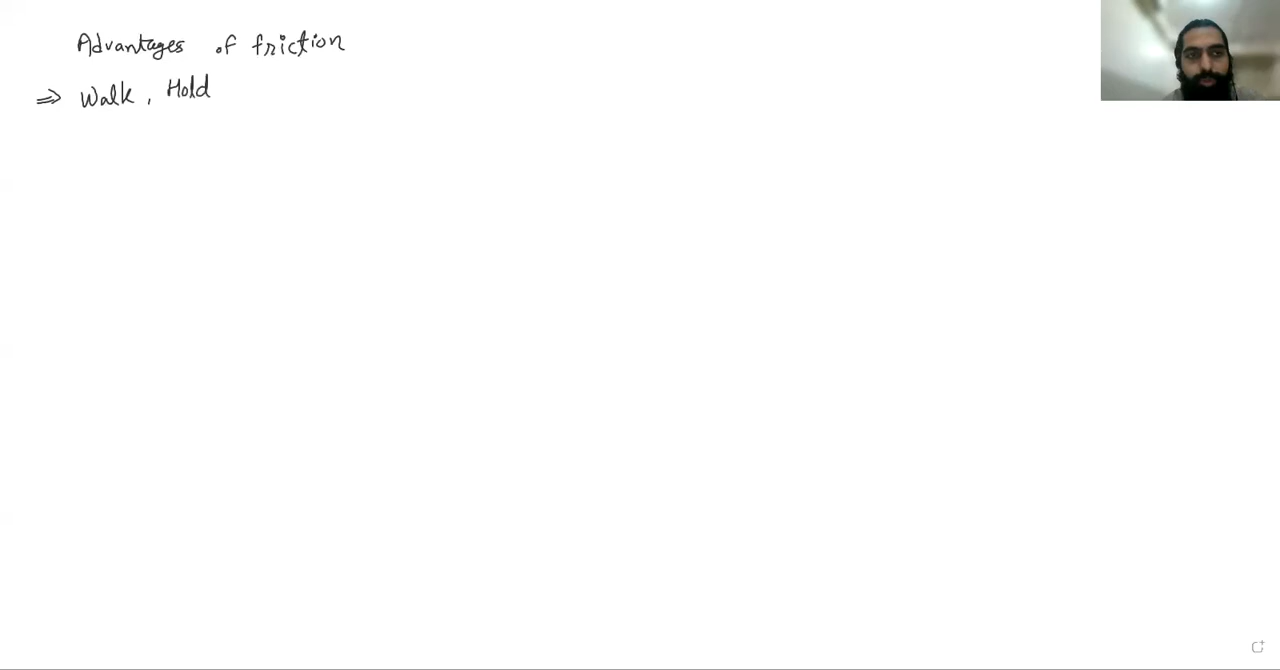 Advantages of friction
⇒ Walk, Hold